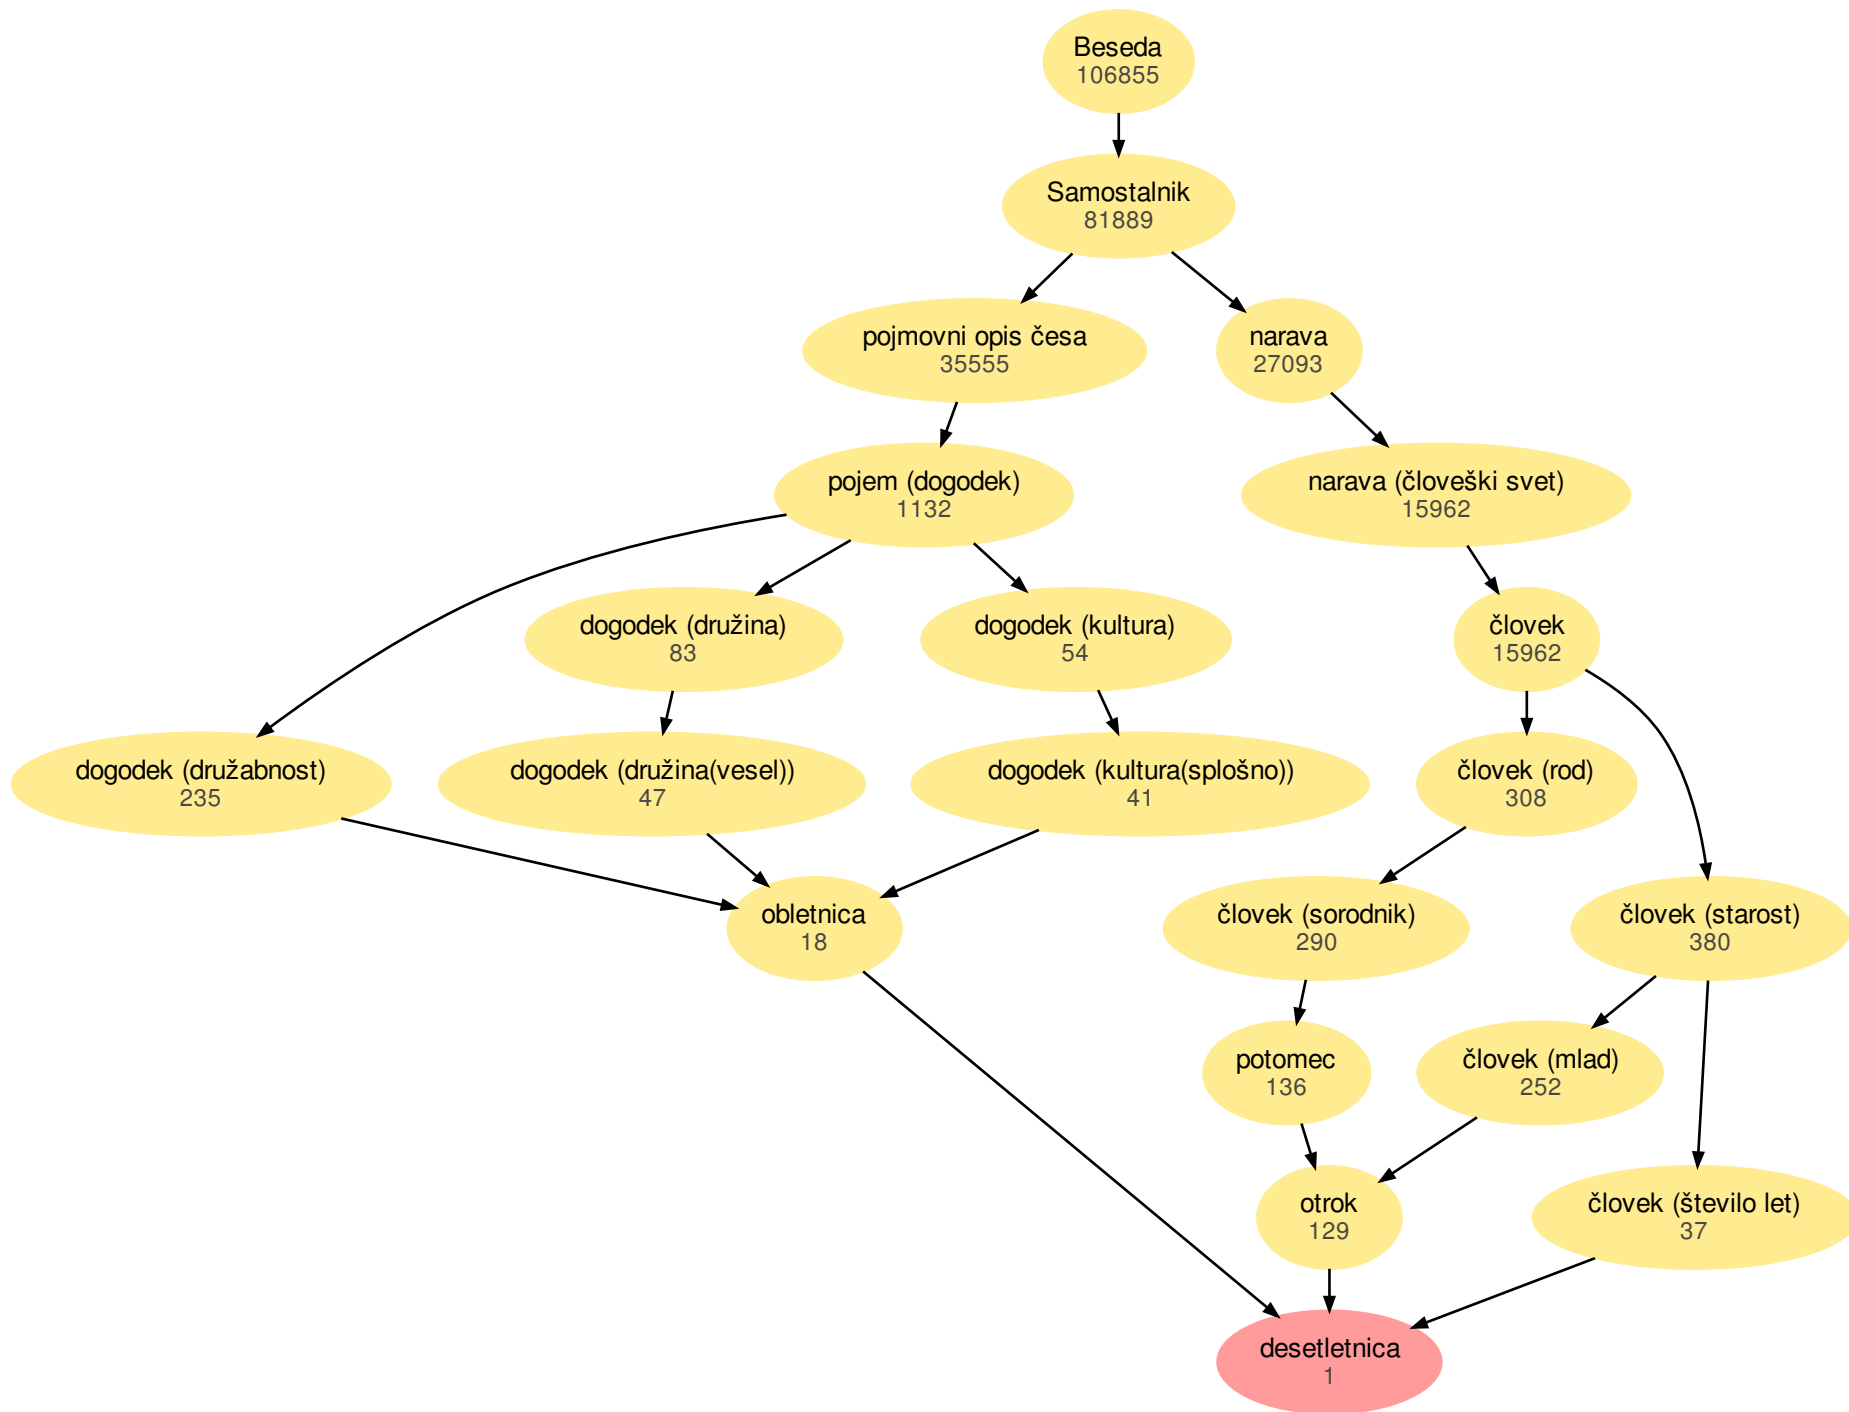 Beseda
106855
Samostalnik
81889
pojmovni opis česa
35555
narava
27093
pojem (dogodek)
1132
narava (človeški svet)
15962
dogodek (družina)
83
dogodek (kultura)
54
človek
15962
dogodek (družabnost)
235
dogodek (družina(vesel))
47
dogodek (kultura(splošno))
41
človek (rod)
308
obletnica
18
človek (sorodnik)
290
človek (starost)
380
potomec
136
človek (mlad)
252
otrok
129
človek (število let)
37
desetletnica
1